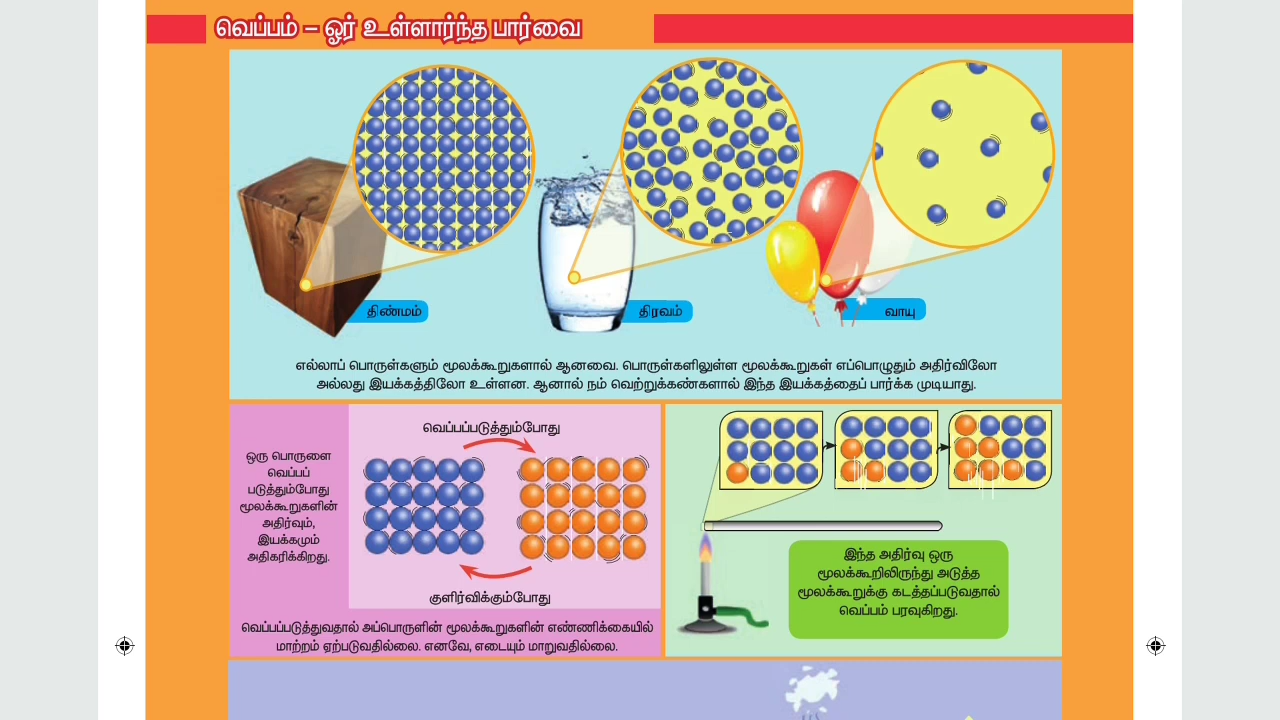 வெப்பம் – ஓர் உள்ளார்ந்த பார்வை
திண்மம்
திரவம்
வாயு
எல்லாப் பொருள்களும் மூலக்கூறுகளால் ஆனவை. பொருள்களிலுள்ள மூலக்கூறுகள் எப்பொழுதும் அதிர்விலோ
அல்லது இயக்கத்திலோ உள்ளன. ஆனால் நம் வெற்றுக்கண்களால் இந்த இயக்கத்தைப் பார்க்க முடியாது.
ஒரு பொருளை
வெப்பப்
படுத்தும்போது
மூலக்கூறுகளின்
அதிர்வும்,
இயக்கமும்
அதிகரிக்கிறது.
வெப்பப்படுத்தும்போது
குளிர்விக்கும்போது
வெப்பப்படுத்துவதால் அப்பொருளின் மூலக்கூறுகளின் எண்ணிக்கையில்
மாற்றம் ஏற்படுவதில்லை. எனவே, எடையும் மாறுவதில்லை.
இந்த அதிர்வு ஒரு
மூலக்கூறிலிருந்து அடுத்த
மூலக்கூறுக்கு கடத்தப்படுவதால்
வெப்பம் பரவுகிறது.